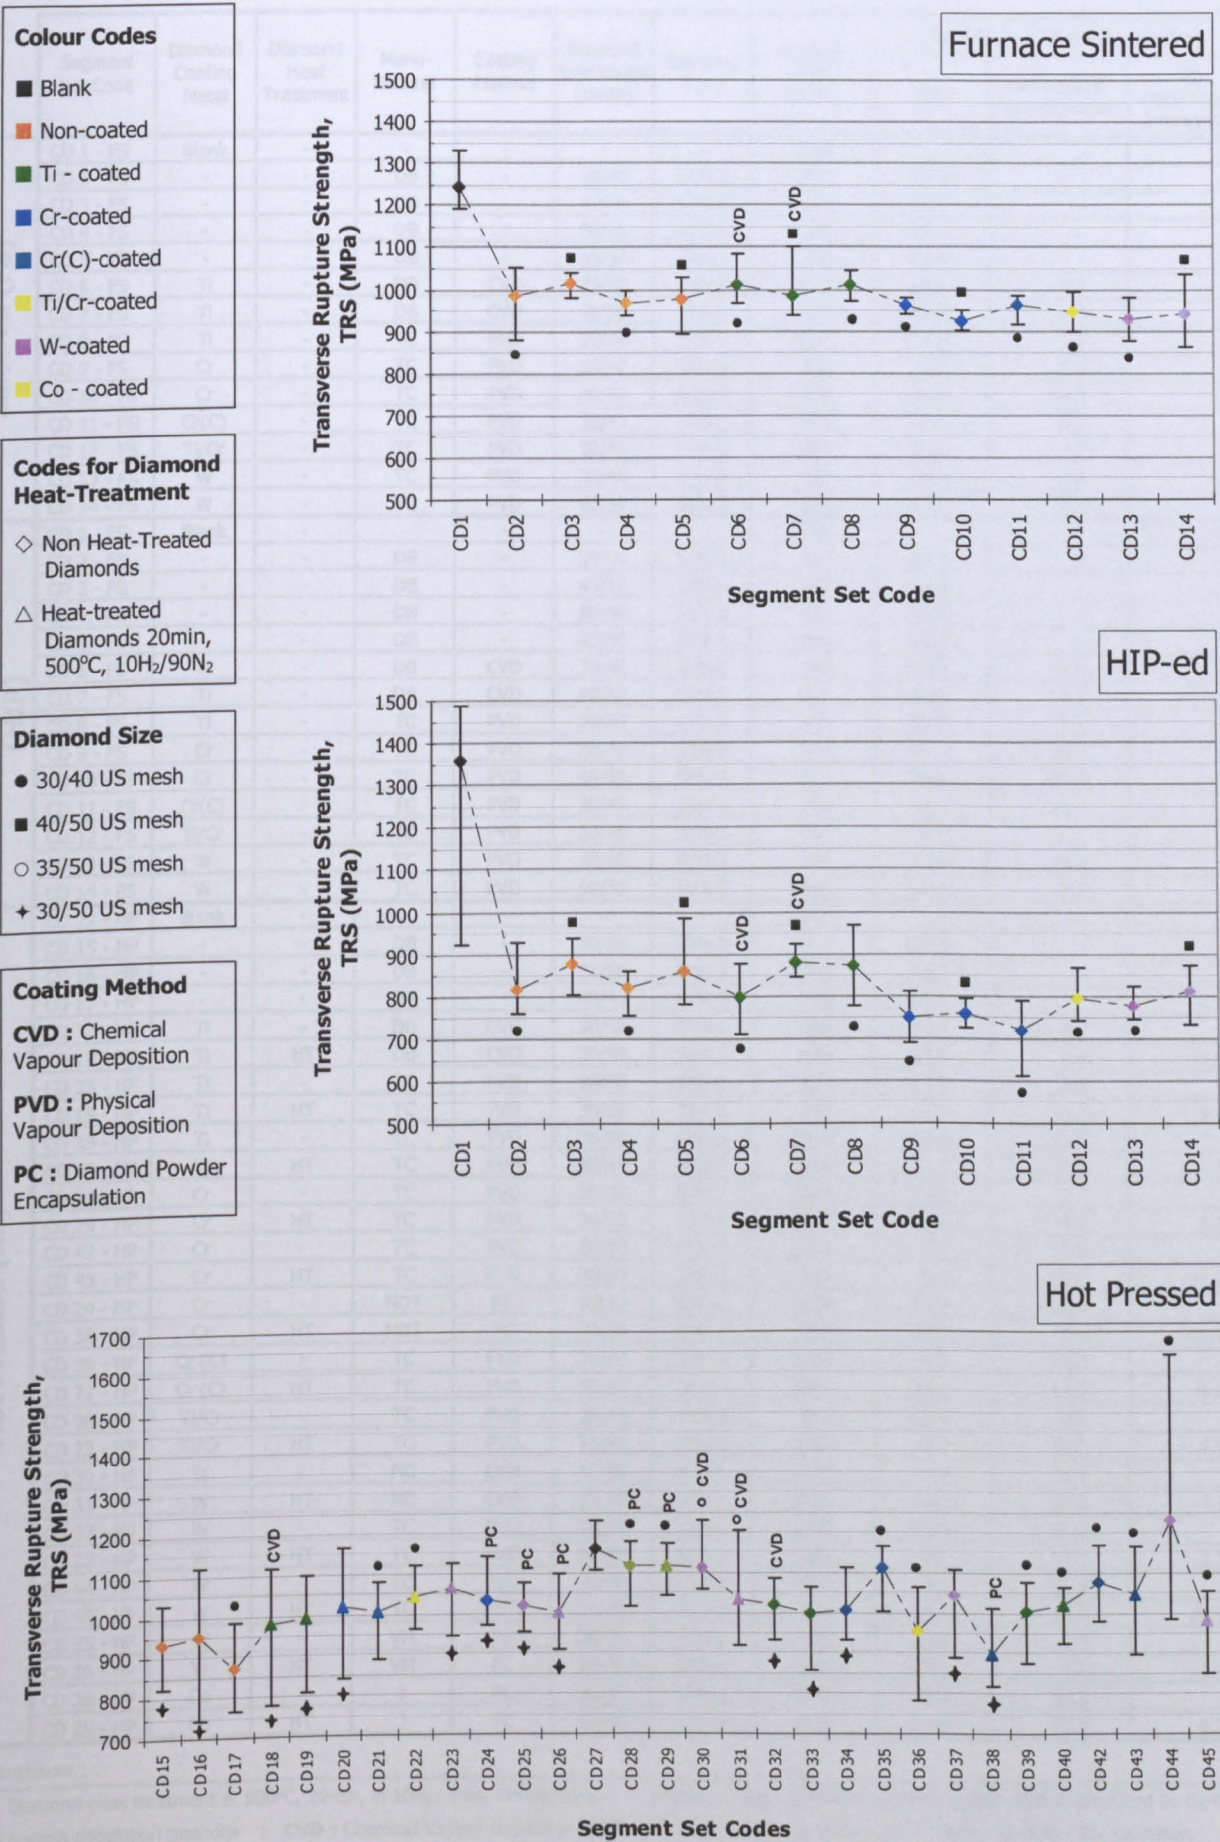 Colour Codes
Blank
Non-coated
Ti - coated
Cr-coated
Cr(C)-coated
Ti/Cr-coated
W-coated
Co - coated
Codes for Diamond
Heat-Treatment
Non Heat-Treated
Diamonds
Heat-treated
Diamonds 20min,
500°C, 10H₂/90N₂
Diamond Size
30/40 US mesh
40/50 US mesh
35/50 US mesh
30/50 US mesh
Coating Method
CVD : Chemical
Vapour Deposition
PVD : Physical
Vapour Deposition
PC : Diamond Powder
Encapsulation
Furnace Sintered
Transverse Rupture Strength,
TRS (MPa)
1500
1400
1300
1200
1100
1000
900
800
700
600
500
CVD
CVD
CD1
CD2
CD3
CD4
CD5
CD6
CD7
CD8
CD9
CD10
CD11
CD12
CD13
CD14
Segment Set Code
HIP-ed
Transverse Rupture Strength,
TRS (MPa)
1500
1400
1300
1200
1100
1000
900
800
700
600
500
CVD
CVD
CD1
CD2
CD3
CD4
CD5
CD6
CD7
CD8
CD9
CD10
CD11
CD12
CD13
CD14
Segment Set Code
Hot Pressed
Transverse Rupture Strength,
TRS (MPa)
1700
1600
1500
1400
1300
1200
1100
1000
900
800
700
CVD
PC
PC
PC
PC
PC
CVD
CVD
CVD
PC
CD15
CD16
CD17
CD18
CD19
CD20
CD21
CD22
CD23
CD24
CD25
CD26
CD27
CD28
CD29
CD30
CD31
CD32
CD33
CD34
CD35
CD36
CD37
CD38
CD39
CD40
CD42
CD43
CD44
CD45
Segment Set Codes